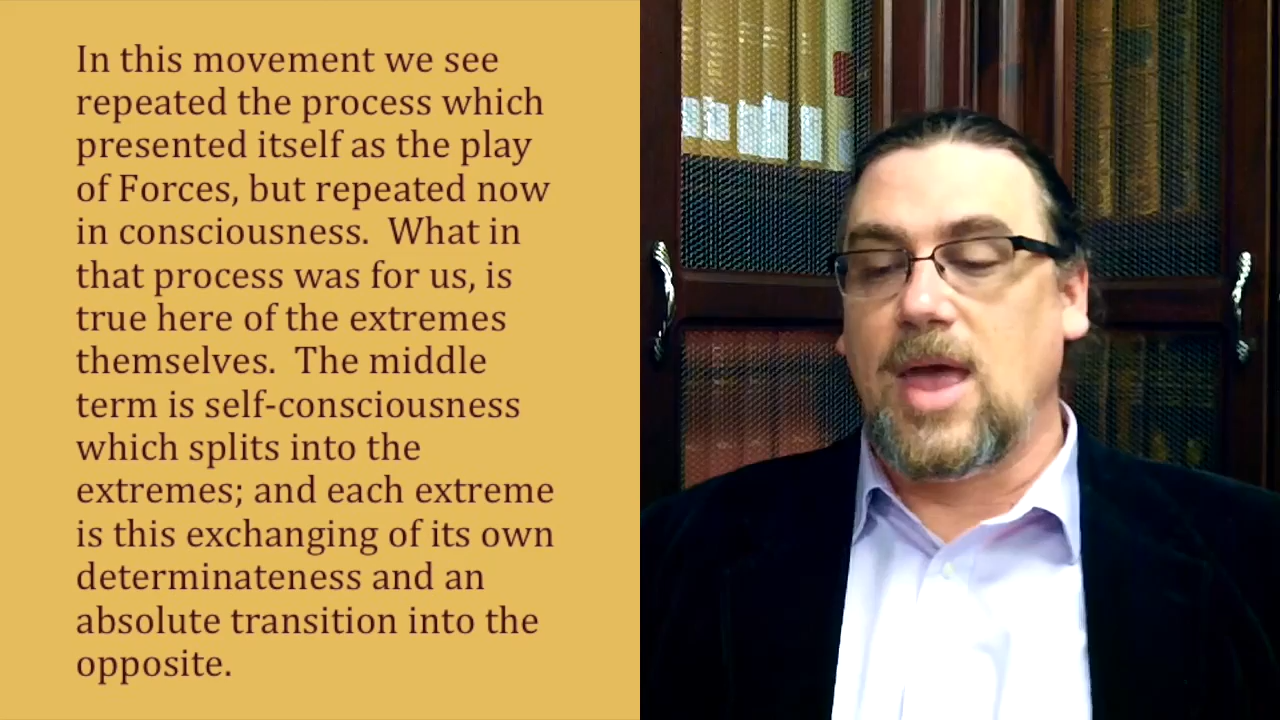 In this movement we see
repeated the process which
presented itself as the play
of Forces, but repeated now
in consciousness.  What in
that process was for us, is
true here of the extremes
themselves.  The middle
term is self-consciousness
which splits into the
extremes; and each extreme
is this exchanging of its own
determinateness and an
absolute transition into the
opposite.